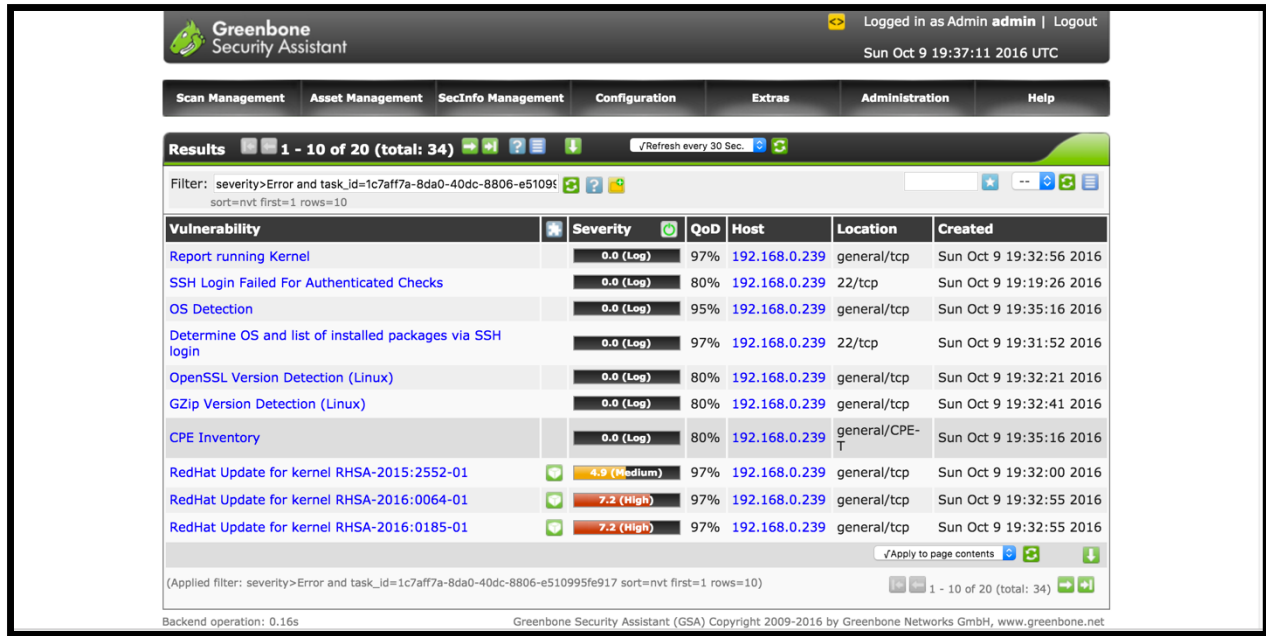 Greenbone
Security Assistant
Logged in as Admin admin | Logout
Sun Oct 9 19:37:11 2016 UTC
Scan Management Asset Management SecInfo Management Configuration Extras Administration Help
Results 1 - 10 of 20 (total: 34) ? √Refresh every 30 Sec.
Filter: severity>Error and task_id=1c7aff7a-8da0-40dc-8806-e51099 ? --
sort=nvt first=1 rows=10
Vulnerability Severity QoD Host Location Created
Report running Kernel 0.0 (Log) 97% 192.168.0.239 general/tcp Sun Oct 9 19:32:56 2016
SSH Login Failed For Authenticated Checks 0.0 (Log) 80% 192.168.0.239 22/tcp Sun Oct 9 19:19:26 2016
OS Detection 0.0 (Log) 95% 192.168.0.239 general/tcp Sun Oct 9 19:35:16 2016
Determine OS and list of installed packages via SSH
login 0.0 (Log) 97% 192.168.0.239 22/tcp Sun Oct 9 19:31:52 2016
OpenSSL Version Detection (Linux) 0.0 (Log) 80% 192.168.0.239 general/tcp Sun Oct 9 19:32:21 2016
GZip Version Detection (Linux) 0.0 (Log) 80% 192.168.0.239 general/tcp Sun Oct 9 19:32:41 2016
CPE Inventory 0.0 (Log) 80% 192.168.0.239 general/CPE-
T Sun Oct 9 19:35:16 2016
RedHat Update for kernel RHSA-2015:2552-01 4.9 (Medium) 97% 192.168.0.239 general/tcp Sun Oct 9 19:32:00 2016
RedHat Update for kernel RHSA-2016:0064-01 7.2 (High) 97% 192.168.0.239 general/tcp Sun Oct 9 19:32:55 2016
RedHat Update for kernel RHSA-2016:0185-01 7.2 (High) 97% 192.168.0.239 general/tcp Sun Oct 9 19:32:55 2016
√Apply to page contents
(Applied filter: severity>Error and task_id=1c7aff7a-8da0-40dc-8806-e510995fe917 sort=nvt first=1 rows=10) 1 - 10 of 20 (total: 34)
Backend operation: 0.16s Greenbone Security Assistant (GSA) Copyright 2009-2016 by Greenbone Networks GmbH, www.greenbone.net